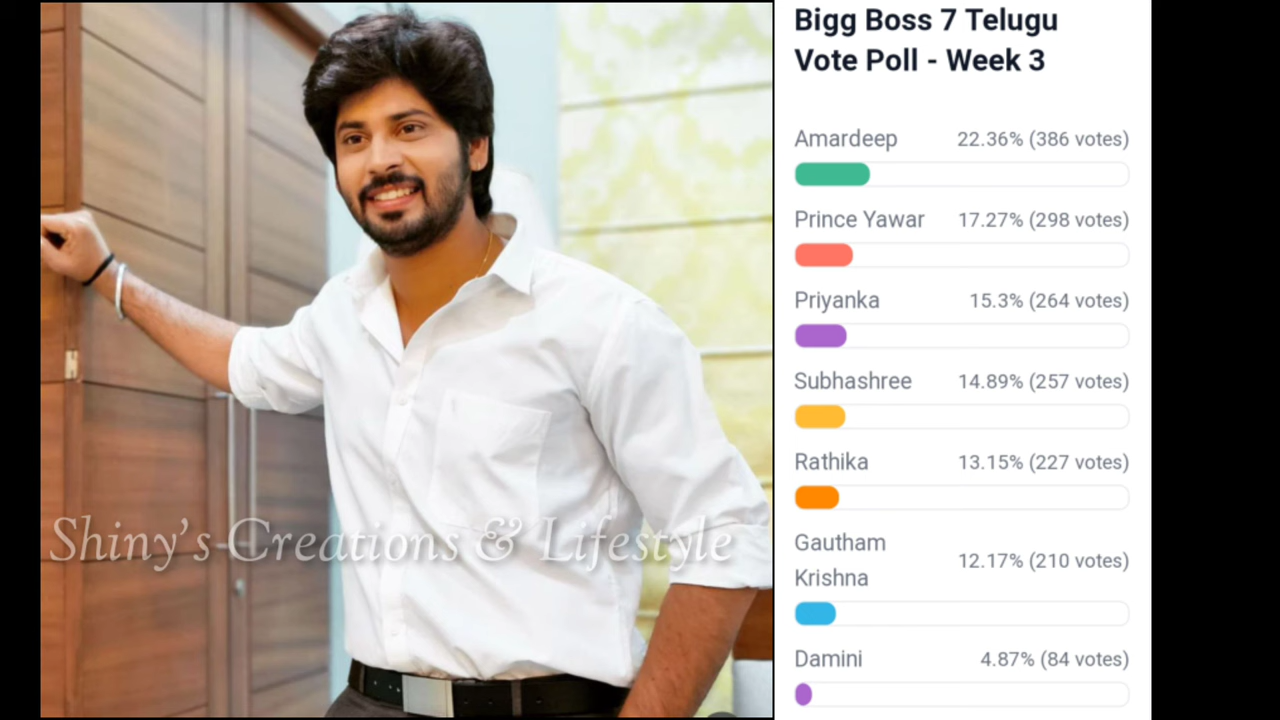 Bigg Boss 7 Telugu
Vote Poll - Week 3
Amardeep 22.36% (386 votes)
Prince Yawar 17.27% (298 votes)
Priyanka 15.3% (264 votes)
Subhashree 14.89% (257 votes)
Rathika 13.15% (227 votes)
Gautham
Krishna 12.17% (210 votes)
Damini 4.87% (84 votes)
Shiny's Creations & Lifestyle